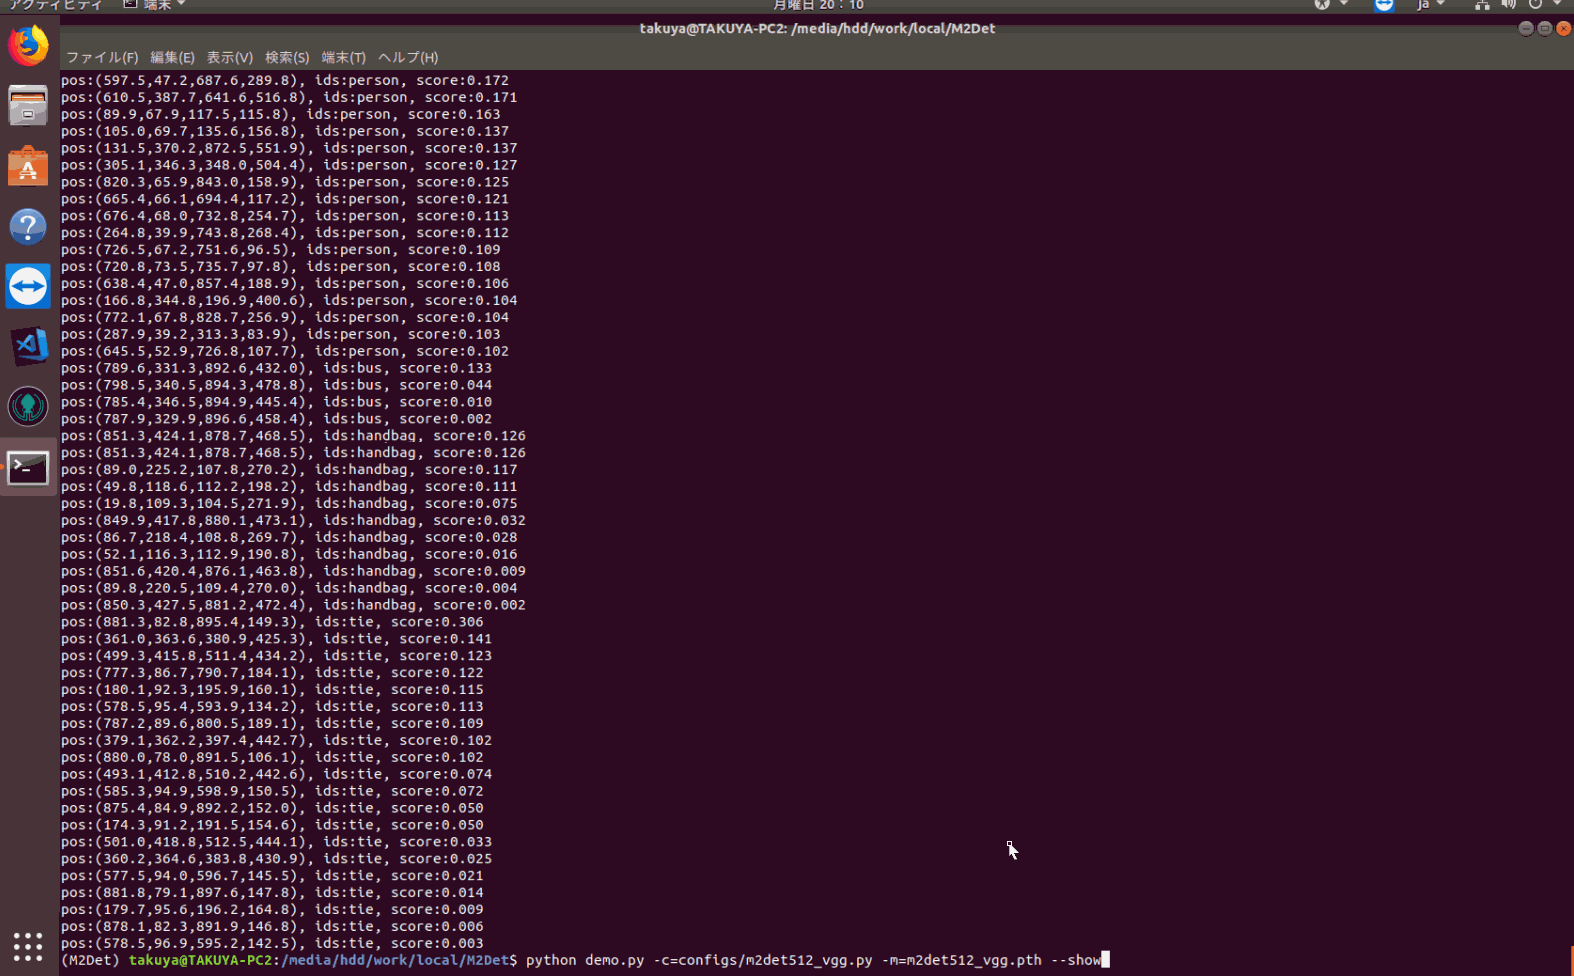 アクティビティ 端末 月曜日 20：10 ja
takuya@TAKUYA-PC2: /media/hdd/work/local/M2Det
ファイル(F) 編集(E) 表示(V) 検索(S) 端末(T) ヘルプ(H)
pos:(597.5,47.2,687.6,289.8), ids:person, score:0.172
pos:(610.5,387.7,641.6,516.8), ids:person, score:0.171
pos:(89.9,67.9,117.5,115.8), ids:person, score:0.163
pos:(105.0,69.7,135.6,156.8), ids:person, score:0.137
pos:(131.5,370.2,872.5,551.9), ids:person, score:0.137
pos:(305.1,346.3,348.0,504.4), ids:person, score:0.127
pos:(820.3,65.9,843.0,158.9), ids:person, score:0.125
pos:(665.4,66.1,694.4,117.2), ids:person, score:0.121
pos:(676.4,68.0,732.8,254.7), ids:person, score:0.113
pos:(264.8,39.9,743.8,268.4), ids:person, score:0.112
pos:(726.5,67.2,751.6,96.5), ids:person, score:0.109
pos:(720.8,73.5,735.7,97.8), ids:person, score:0.108
pos:(638.4,47.0,857.4,188.9), ids:person, score:0.106
pos:(166.8,344.8,196.9,400.6), ids:person, score:0.104
pos:(772.1,67.8,828.7,256.9), ids:person, score:0.104
pos:(287.9,39.2,313.3,83.9), ids:person, score:0.103
pos:(645.5,52.9,726.8,107.7), ids:person, score:0.102
pos:(789.6,331.3,892.6,432.0), ids:bus, score:0.133
pos:(798.5,340.5,894.3,478.8), ids:bus, score:0.044
pos:(785.4,346.5,894.9,445.4), ids:bus, score:0.010
pos:(787.9,329.9,896.6,458.4), ids:bus, score:0.002
pos:(851.3,424.1,878.7,468.5), ids:handbag, score:0.126
pos:(851.3,424.1,878.7,468.5), ids:handbag, score:0.126
pos:(89.0,225.2,107.8,270.2), ids:handbag, score:0.117
pos:(49.8,118.6,112.2,198.2), ids:handbag, score:0.111
pos:(19.8,109.3,104.5,271.9), ids:handbag, score:0.075
pos:(849.9,417.8,880.1,473.1), ids:handbag, score:0.032
pos:(86.7,218.4,108.8,269.7), ids:handbag, score:0.028
pos:(52.1,116.3,112.9,190.8), ids:handbag, score:0.016
pos:(851.6,420.4,876.1,463.8), ids:handbag, score:0.009
pos:(89.8,220.5,109.4,270.0), ids:handbag, score:0.004
pos:(850.3,427.5,881.2,472.4), ids:handbag, score:0.002
pos:(881.3,82.8,895.4,149.3), ids:tie, score:0.306
pos:(361.0,363.6,380.9,425.3), ids:tie, score:0.141
pos:(499.3,415.8,511.4,434.2), ids:tie, score:0.123
pos:(777.3,86.7,790.7,184.1), ids:tie, score:0.122
pos:(180.1,92.3,195.9,160.1), ids:tie, score:0.115
pos:(578.5,95.4,593.9,134.2), ids:tie, score:0.113
pos:(787.2,89.6,800.5,189.1), ids:tie, score:0.109
pos:(379.1,362.2,397.4,442.7), ids:tie, score:0.102
pos:(880.0,78.0,891.5,106.1), ids:tie, score:0.102
pos:(493.1,412.8,510.2,442.6), ids:tie, score:0.074
pos:(585.3,94.9,598.9,150.5), ids:tie, score:0.072
pos:(875.4,84.9,892.2,152.0), ids:tie, score:0.050
pos:(174.3,91.2,191.5,154.6), ids:tie, score:0.050
pos:(501.0,418.8,512.5,444.1), ids:tie, score:0.033
pos:(360.2,364.6,383.8,430.9), ids:tie, score:0.025
pos:(577.5,94.0,596.7,145.5), ids:tie, score:0.021
pos:(881.8,79.1,897.6,147.8), ids:tie, score:0.014
pos:(179.7,95.6,196.2,164.8), ids:tie, score:0.009
pos:(878.1,82.3,891.9,146.8), ids:tie, score:0.006
pos:(578.5,96.9,595.2,142.5), ids:tie, score:0.003
(M2Det) takuya@TAKUYA-PC2:/media/hdd/work/local/M2Det$ python demo.py -c=configs/m2det512_vgg.py -m=m2det512_vgg.pth --show